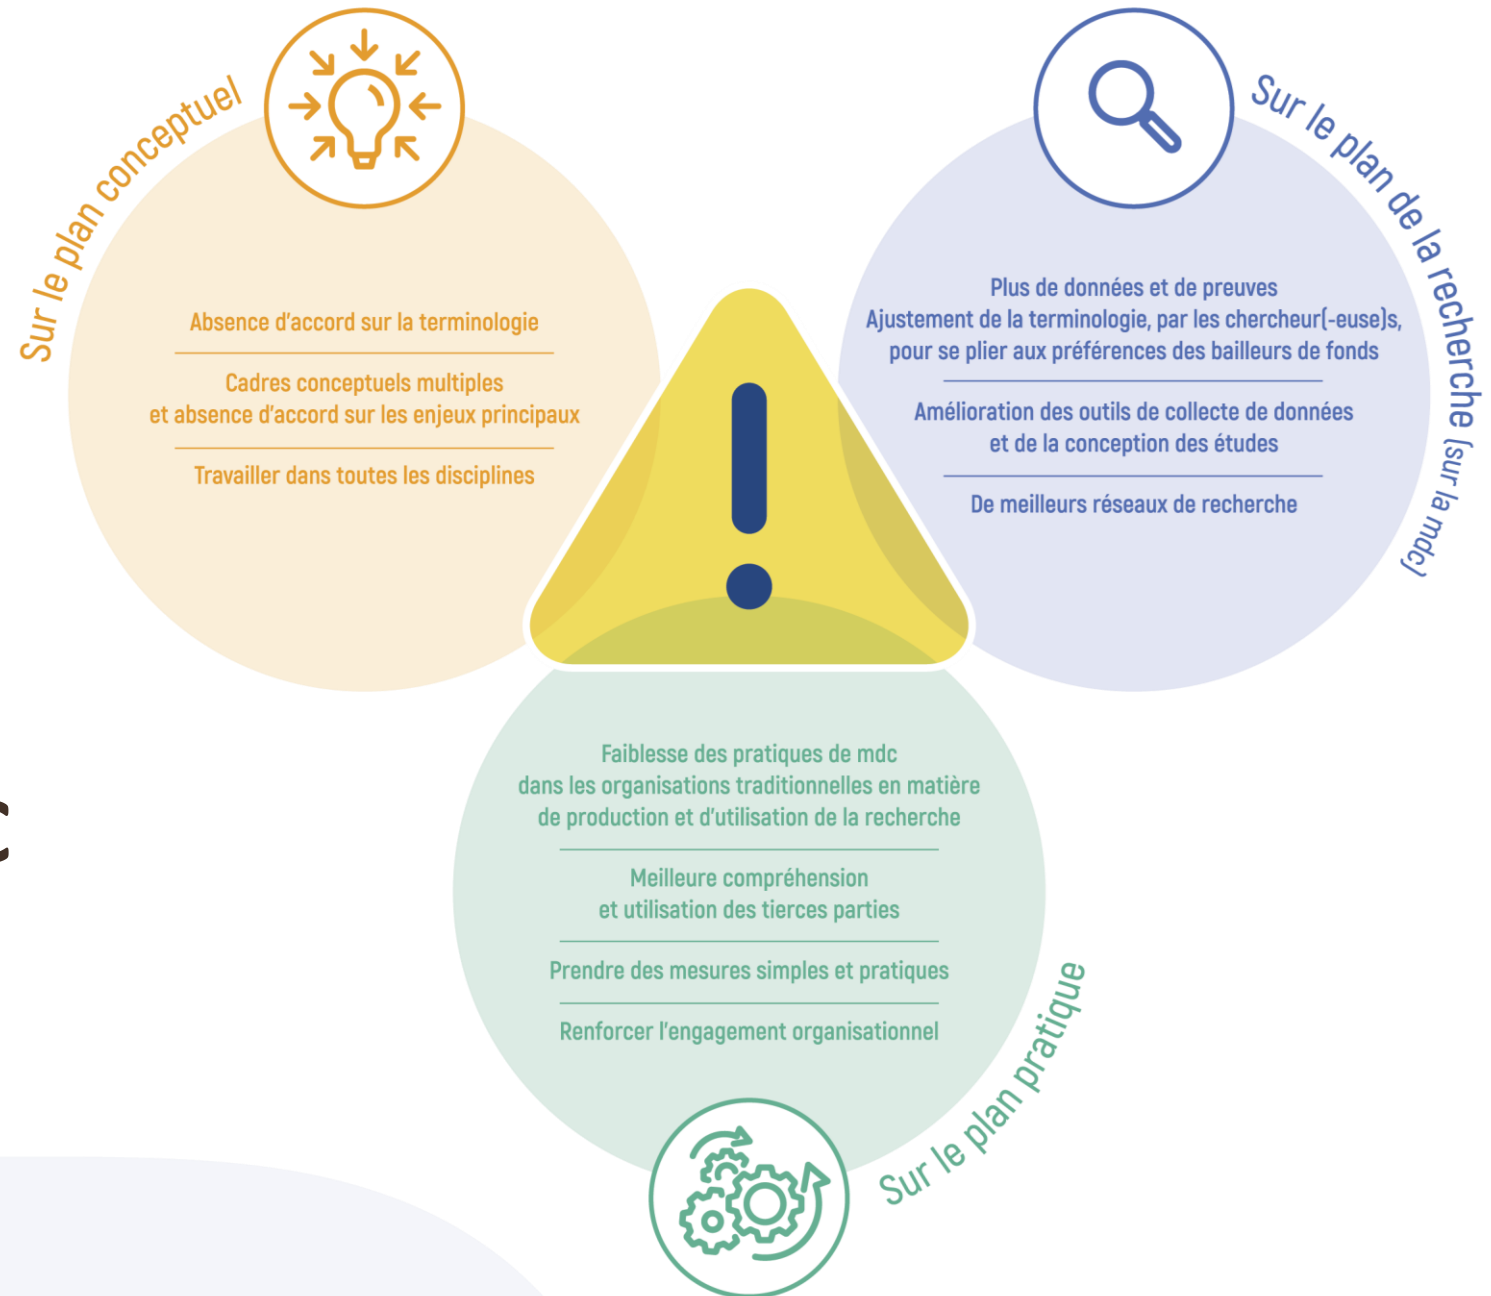 Sur le plan conceptuel
Absence d'accord sur la terminologie
Cadres conceptuels multiples
et absence d'accord sur les enjeux principaux
Travailler dans toutes les disciplines
Sur le plan de la recherche (sur la mdc)
Plus de données et de preuves
Ajustement de la terminologie, par les chercheur(-euse)s,
pour se plier aux préférences des bailleurs de fonds
Amélioration des outils de collecte de données
et de la conception des études
De meilleurs réseaux de recherche
!
Faiblesse des pratiques de mdc
dans les organisations traditionnelles en matière
de production et d'utilisation de la recherche
Meilleure compréhension
et utilisation des tierces parties
Prendre des mesures simples et pratiques
Renforcer l'engagement organisationnel
Sur le plan pratique